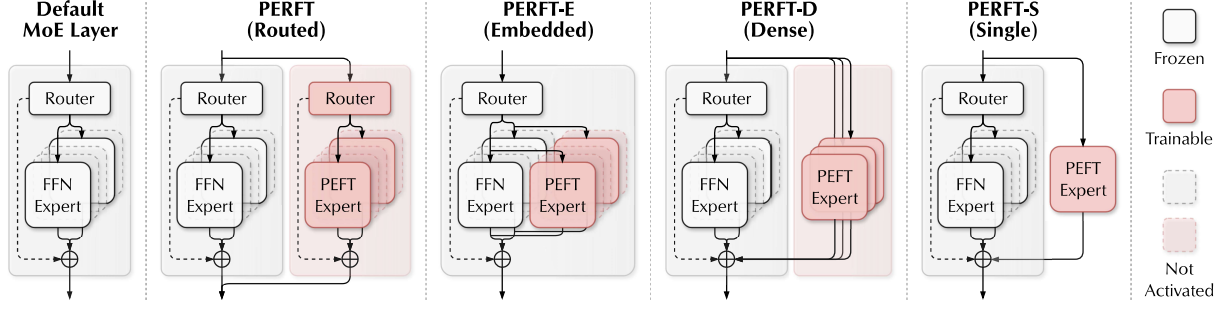 Default
MoE Layer
Router
FFN
Expert
PERFT
(Routed)
Router
FFN
Expert
Router
PEFT
Expert
PERFT-E
(Embedded)
Router
FFN
Expert
PEFT
Expert
PERFT-D
(Dense)
Router
FFN
Expert
PEFT
Expert
PERFT-S
(Single)
Router
FFN
Expert
PEFT
Expert
Frozen
Trainable
Not
Activated